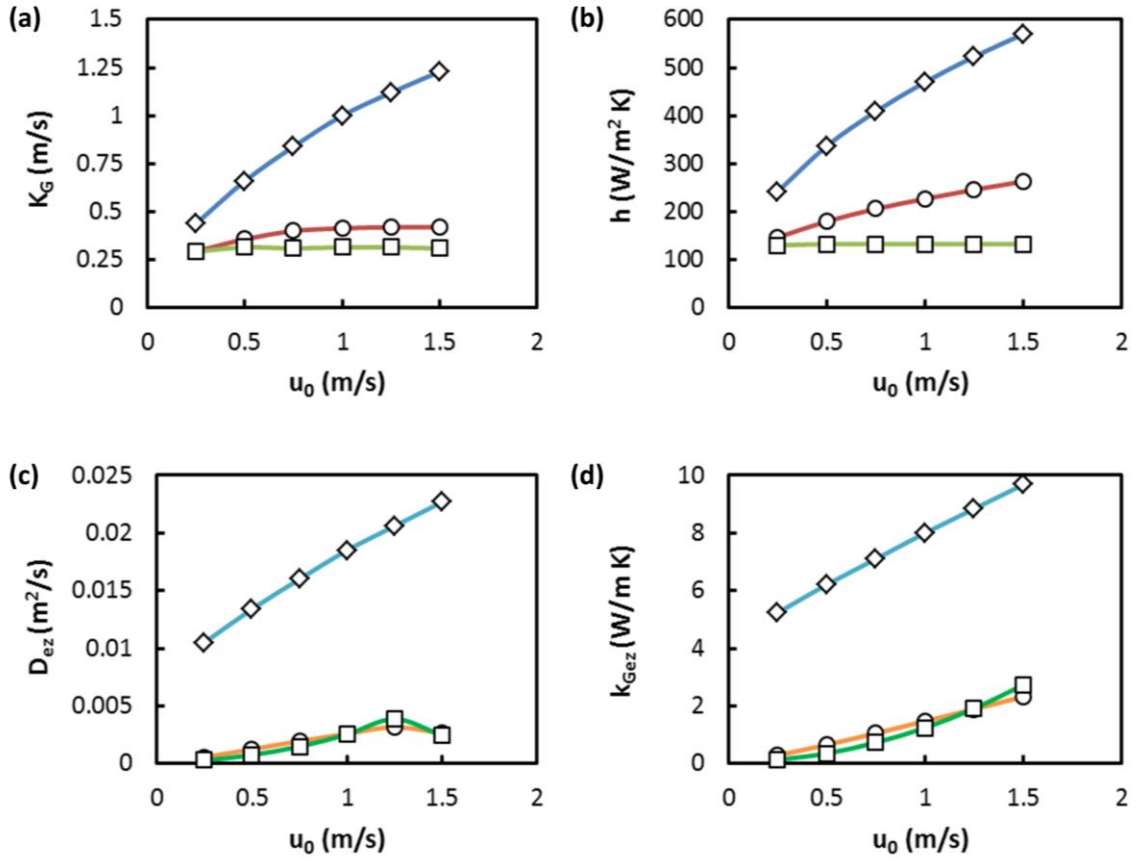 (a)
K_G (m/s)
1.5
1.25
1
0.75
0.5
0.25
0
0 0.5 1 1.5 2
u_0 (m/s)
(b)
h (W/m^2 K)
600
500
400
300
200
100
0
0 0.5 1 1.5 2
u_0 (m/s)
(c)
D_ez (m^2/s)
0.025
0.02
0.015
0.01
0.005
0
0 0.5 1 1.5 2
u_0 (m/s)
(d)
k_Gez (W/m K)
10
8
6
4
2
0
0 0.5 1 1.5 2
u_0 (m/s)